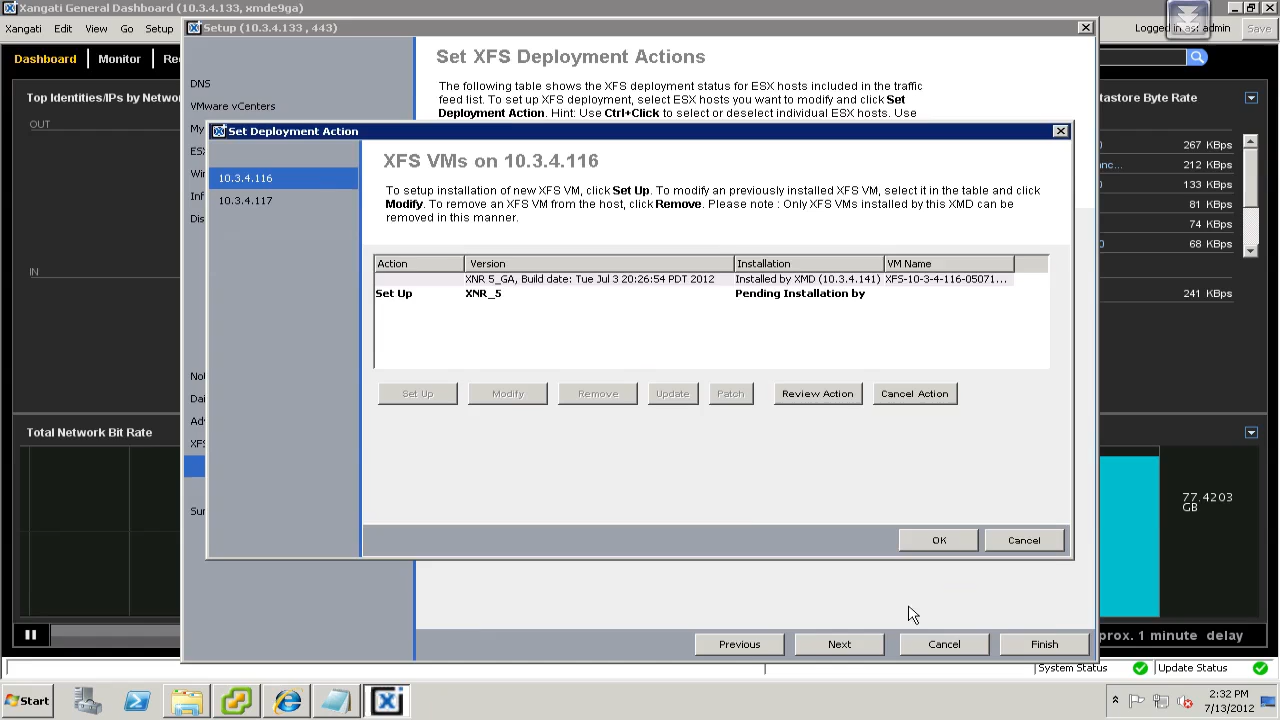 Xangati General Dashboard (10.3.4.133, xmde9ga)
Xangati Edit View Go Setup
Logged in as: admin
Save
Dashboard Monitor
Top Identities/IPs by Netwo
OUT
IN
Total Network Bit Rate
Setup (10.3.4.133 , 443)
DNS
VMware vCenters
Set XFS Deployment Actions
The following table shows the XFS deployment status for ESX hosts included in the traffic
feed list. To set up XFS deployment, select ESX hosts you want to modify and click Set
Deployment Action. Hint: Use Ctrl+Click to select or deselect individual ESX hosts. Use
Set Deployment Action
10.3.4.116
10.3.4.117
XFS VMs on 10.3.4.116
To setup installation of new XFS VM, click Set Up. To modify an previously installed XFS VM, select it in the table and click
Modify. To remove an XFS VM from the host, click Remove. Please note : Only XFS VMs installed by this XMD can be
removed in this manner.
Action Version Installation VM Name
XNR 5_GA, Build date: Tue Jul 3 20:26:54 PDT 2012 Installed by XMD (10.3.4.141) XFS-10-3-4-116-05071...
Set Up XNR_5 Pending Installation by
Set Up Modify Remove Update Patch Review Action Cancel Action
OK Cancel
Previous Next Cancel Finish
tastore Byte Rate
267 KBps
anc... 212 KBps
133 KBps
81 KBps
74 KBps
68 KBps
241 KBps
77.4203
GB
prox. 1 minute delay
System Status Update Status
Start
2:32 PM
7/13/2012